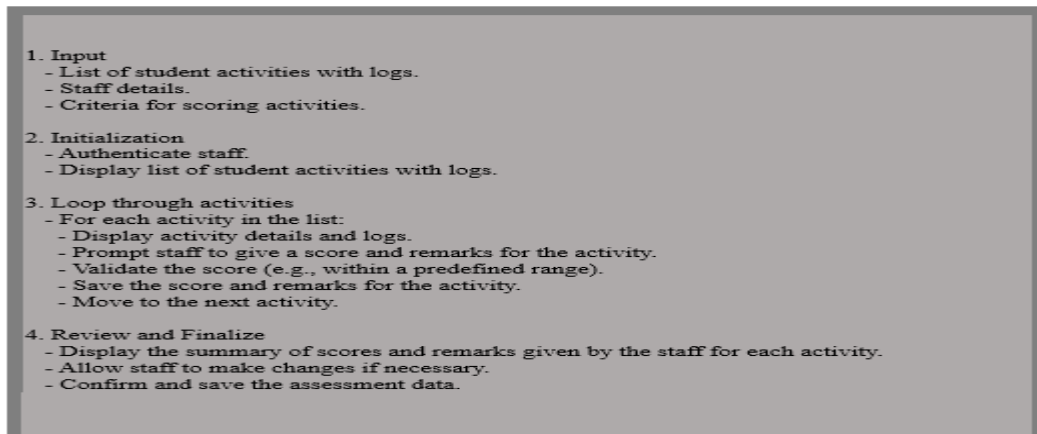 1. Input
- List of student activities with logs.
- Staff details.
- Criteria for scoring activities.
2. Initialization
- Authenticate staff.
- Display list of student activities with logs.
3. Loop through activities
- For each activity in the list:
- Display activity details and logs.
- Prompt staff to give a score and remarks for the activity.
- Validate the score (e.g., within a predefined range).
- Save the score and remarks for the activity.
- Move to the next activity.
4. Review and Finalize
- Display the summary of scores and remarks given by the staff for each activity.
- Allow staff to make changes if necessary.
- Confirm and save the assessment data.